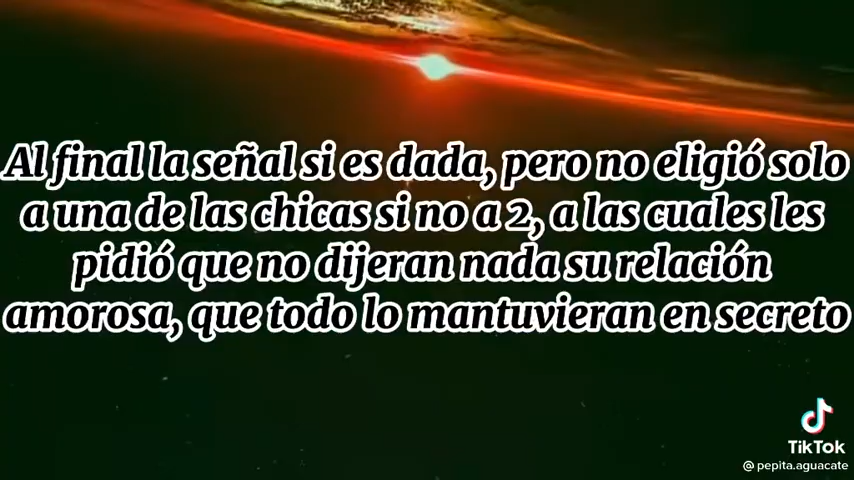 Al final la señal si es dada, pero no eligió solo
a una de las chicas si no a 2, a las cuales les
pidió que no dijeran nada su relación
amorosa, que todo lo mantuvieran en secreto
TikTok
@pepita.aguacate